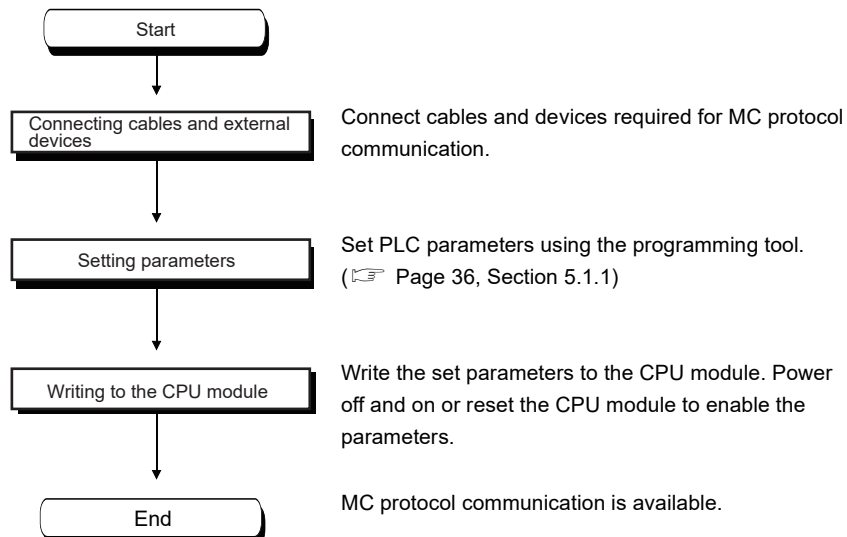 Start
Connecting cables and external
devices
Connect cables and devices required for MC protocol
communication.
Setting parameters
Set PLC parameters using the programming tool.
(☞ Page 36, Section 5.1.1)
Writing to the CPU module
Write the set parameters to the CPU module. Power
off and on or reset the CPU module to enable the
parameters.
End
MC protocol communication is available.